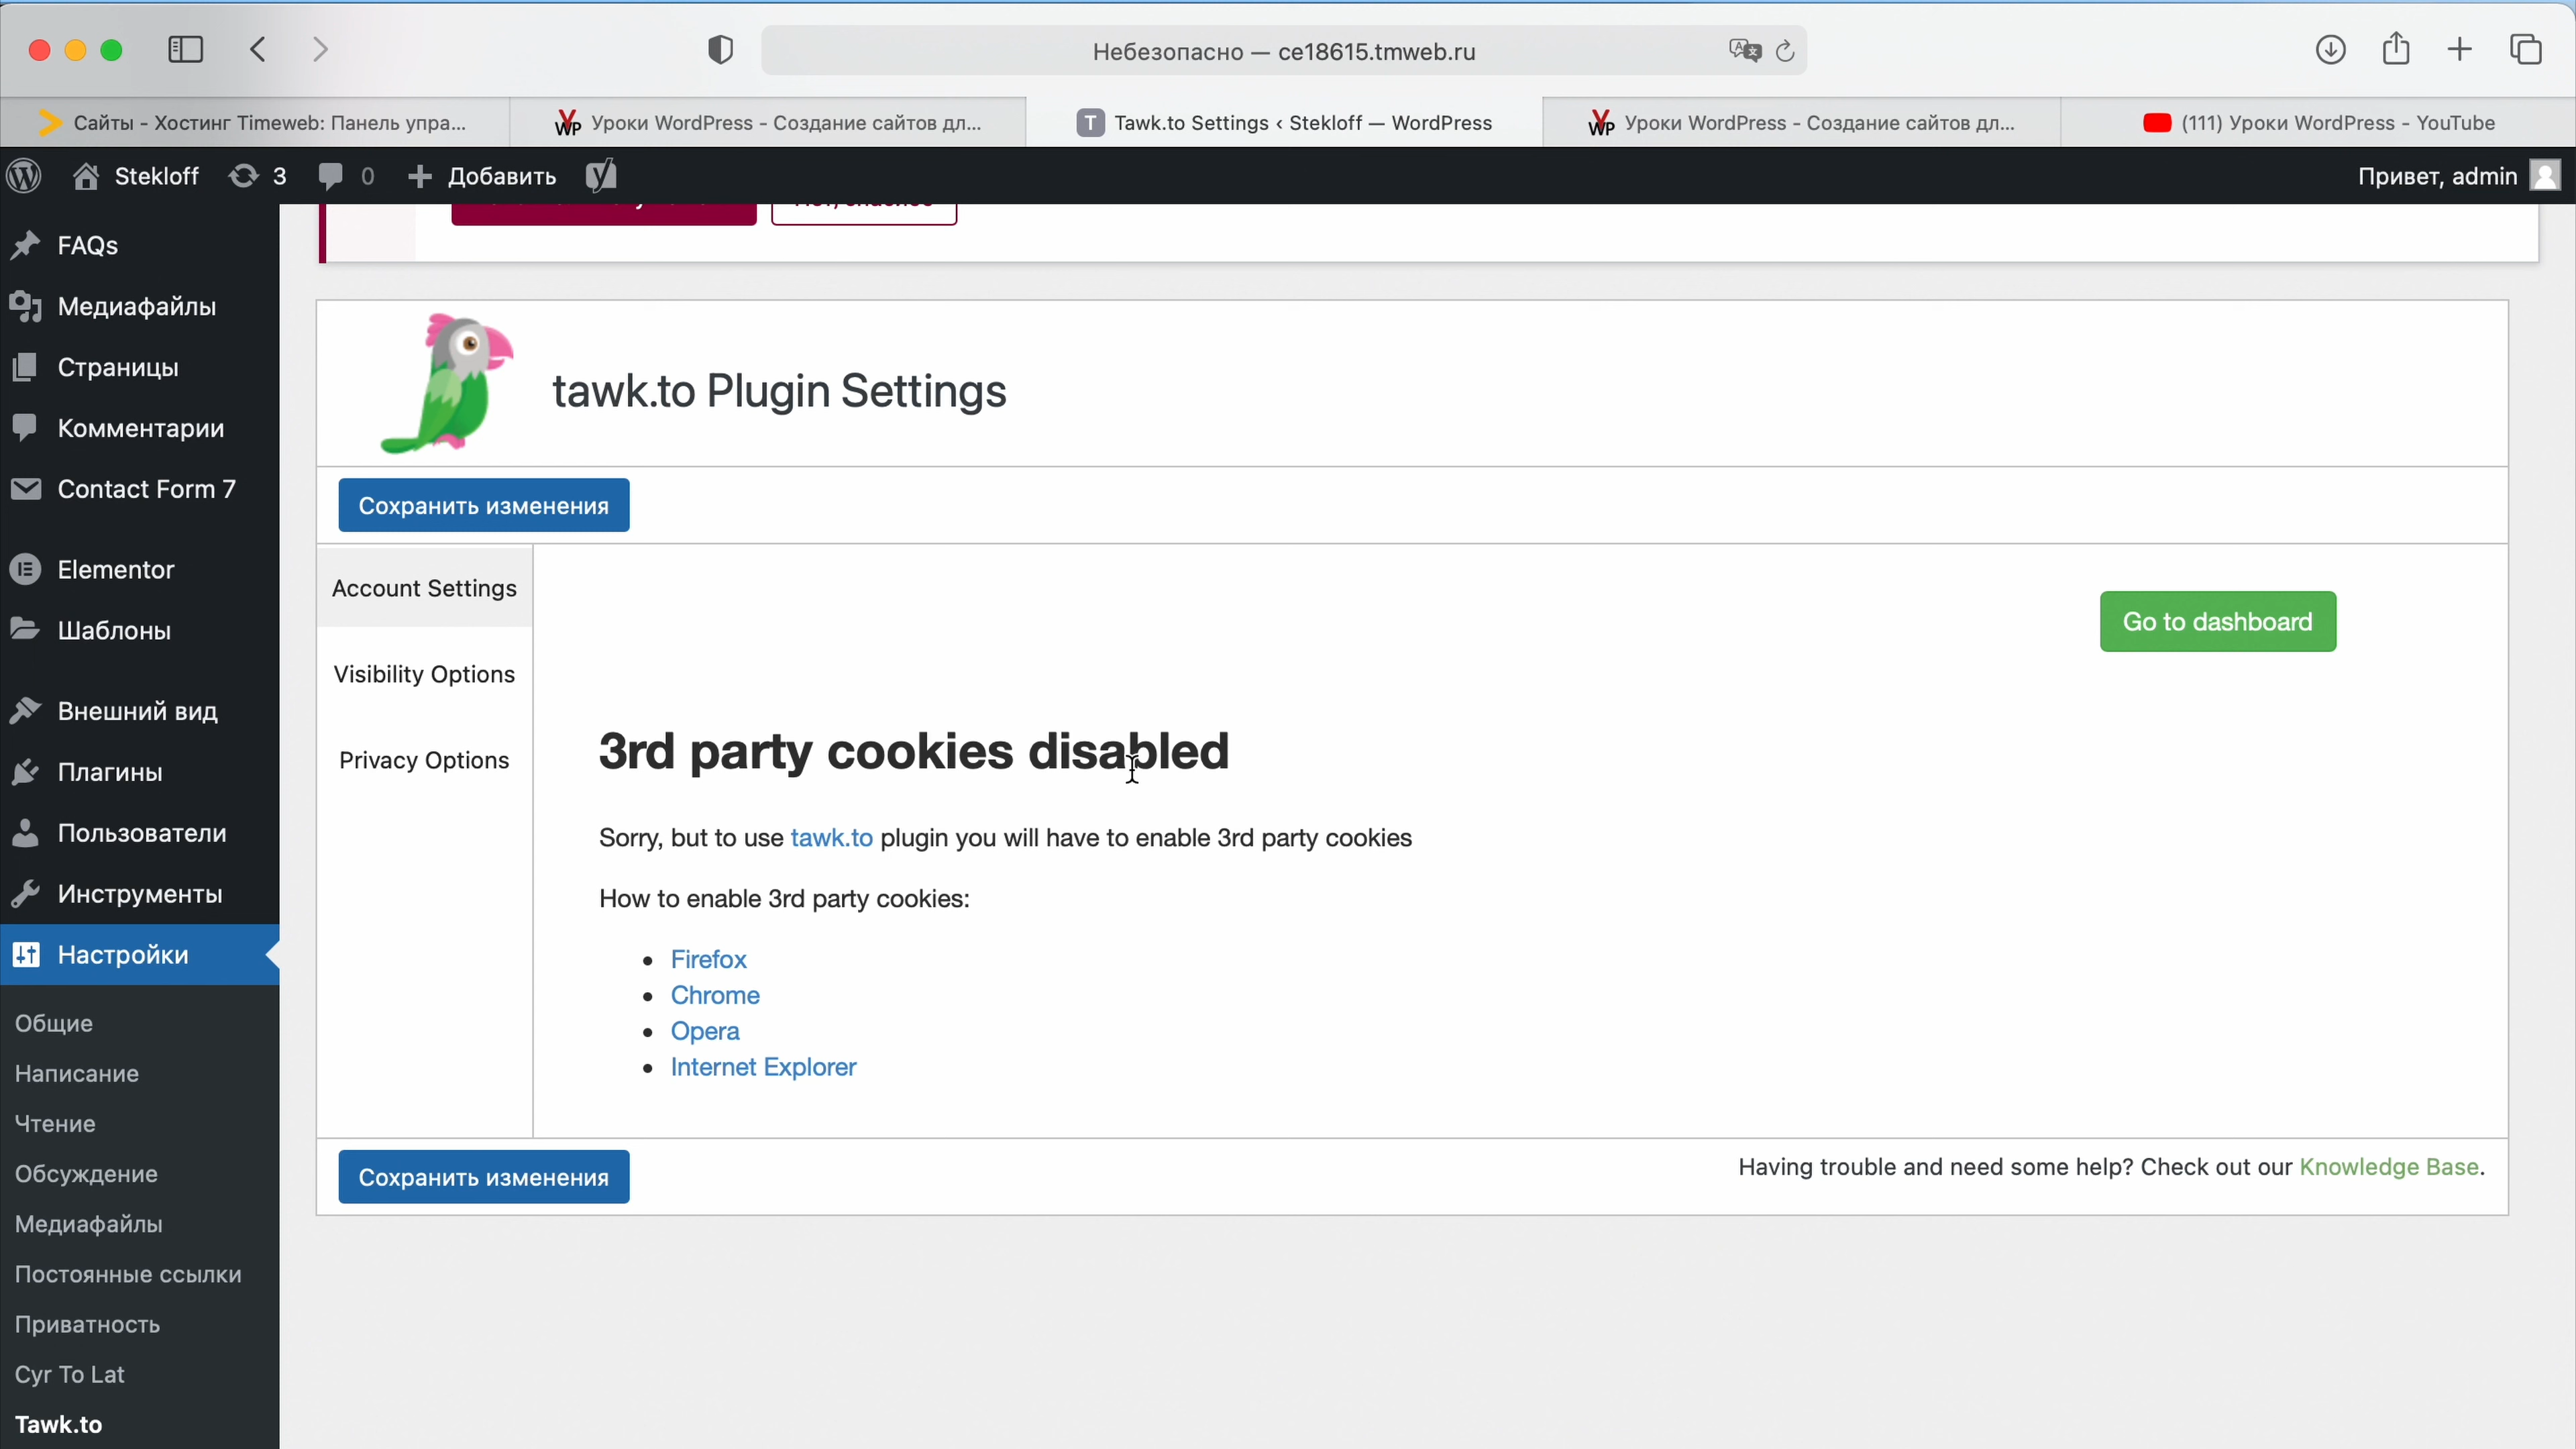 Небезопасно — ce18615.tmweb.ru
Сайты - Хостинг Timeweb: Панель упра...
Уроки WordPress - Создание сайтов дл...
T Tawk.to Settings ‹ Stekloff — WordPress
Уроки WordPress - Создание сайтов дл...
(111) Уроки WordPress - YouTube
Stekloff
3
0
Добавить
Привет, admin
FAQs
Медиафайлы
Страницы
Комментарии
Contact Form 7
Elementor
Шаблоны
Внешний вид
Плагины
Пользователи
Инструменты
Настройки
Общие
Написание
Чтение
Обсуждение
Медиафайлы
Постоянные ссылки
Приватность
Cyr To Lat
Tawk.to
tawk.to Plugin Settings
Сохранить изменения
Account Settings
Visibility Options
Privacy Options
Go to dashboard
3rd party cookies disabled
Sorry, but to use tawk.to plugin you will have to enable 3rd party cookies
How to enable 3rd party cookies:
Firefox
Chrome
Opera
Internet Explorer
Сохранить изменения
Having trouble and need some help? Check out our Knowledge Base.